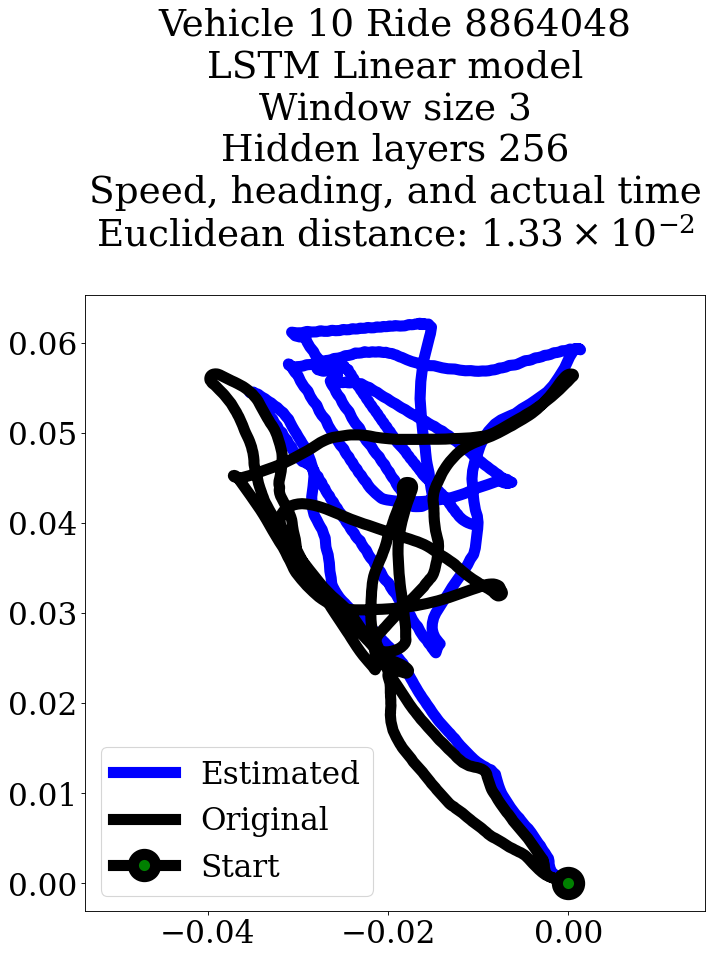 Vehicle 10 Ride 8864048
LSTM Linear model
Window size 3
Hidden layers 256
Speed, heading, and actual time
Euclidean distance: 1.33 × 10⁻²
0.06
0.05
0.04
0.03
0.02
0.01
0.00
Estimated
Original
Start
−0.04 −0.02 0.00